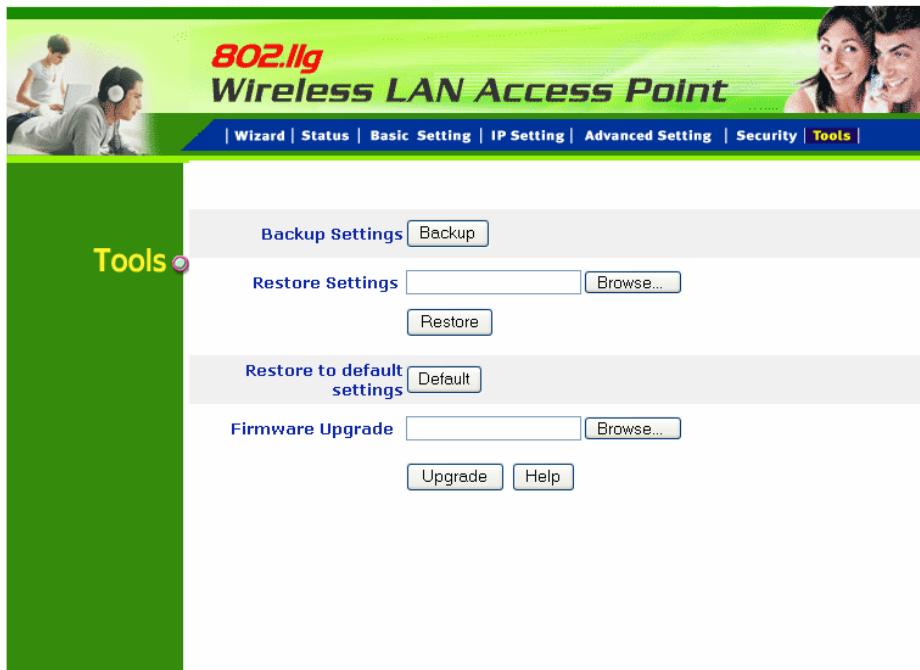 802.11g
Wireless LAN Access Point
| Wizard | Status | Basic Setting | IP Setting | Advanced Setting | Security | Tools |
Tools
Backup Settings Backup
Restore Settings Browse...
Restore
Restore to default settings Default
Firmware Upgrade Browse...
Upgrade Help